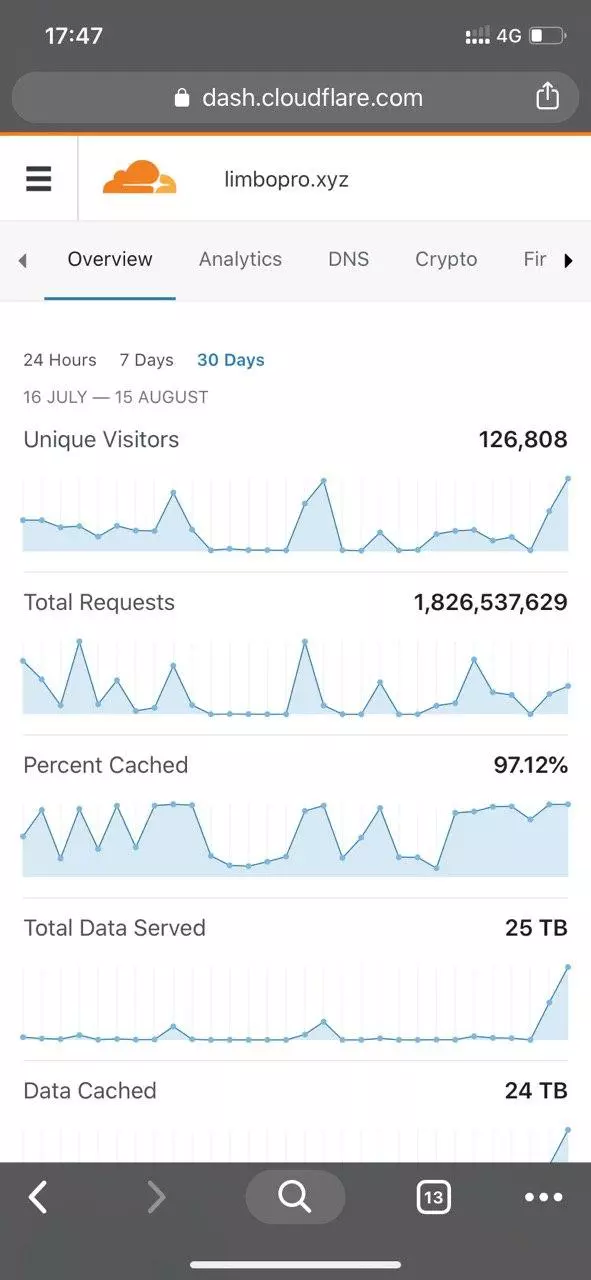 17:47 4G
dash.cloudflare.com
limbopro.xyz
Overview Analytics DNS Crypto Fir
24 Hours 7 Days 30 Days
16 JULY — 15 AUGUST
Unique Visitors 126,808
Total Requests 1,826,537,629
Percent Cached 97.12%
Total Data Served 25 TB
Data Cached 24 TB
13